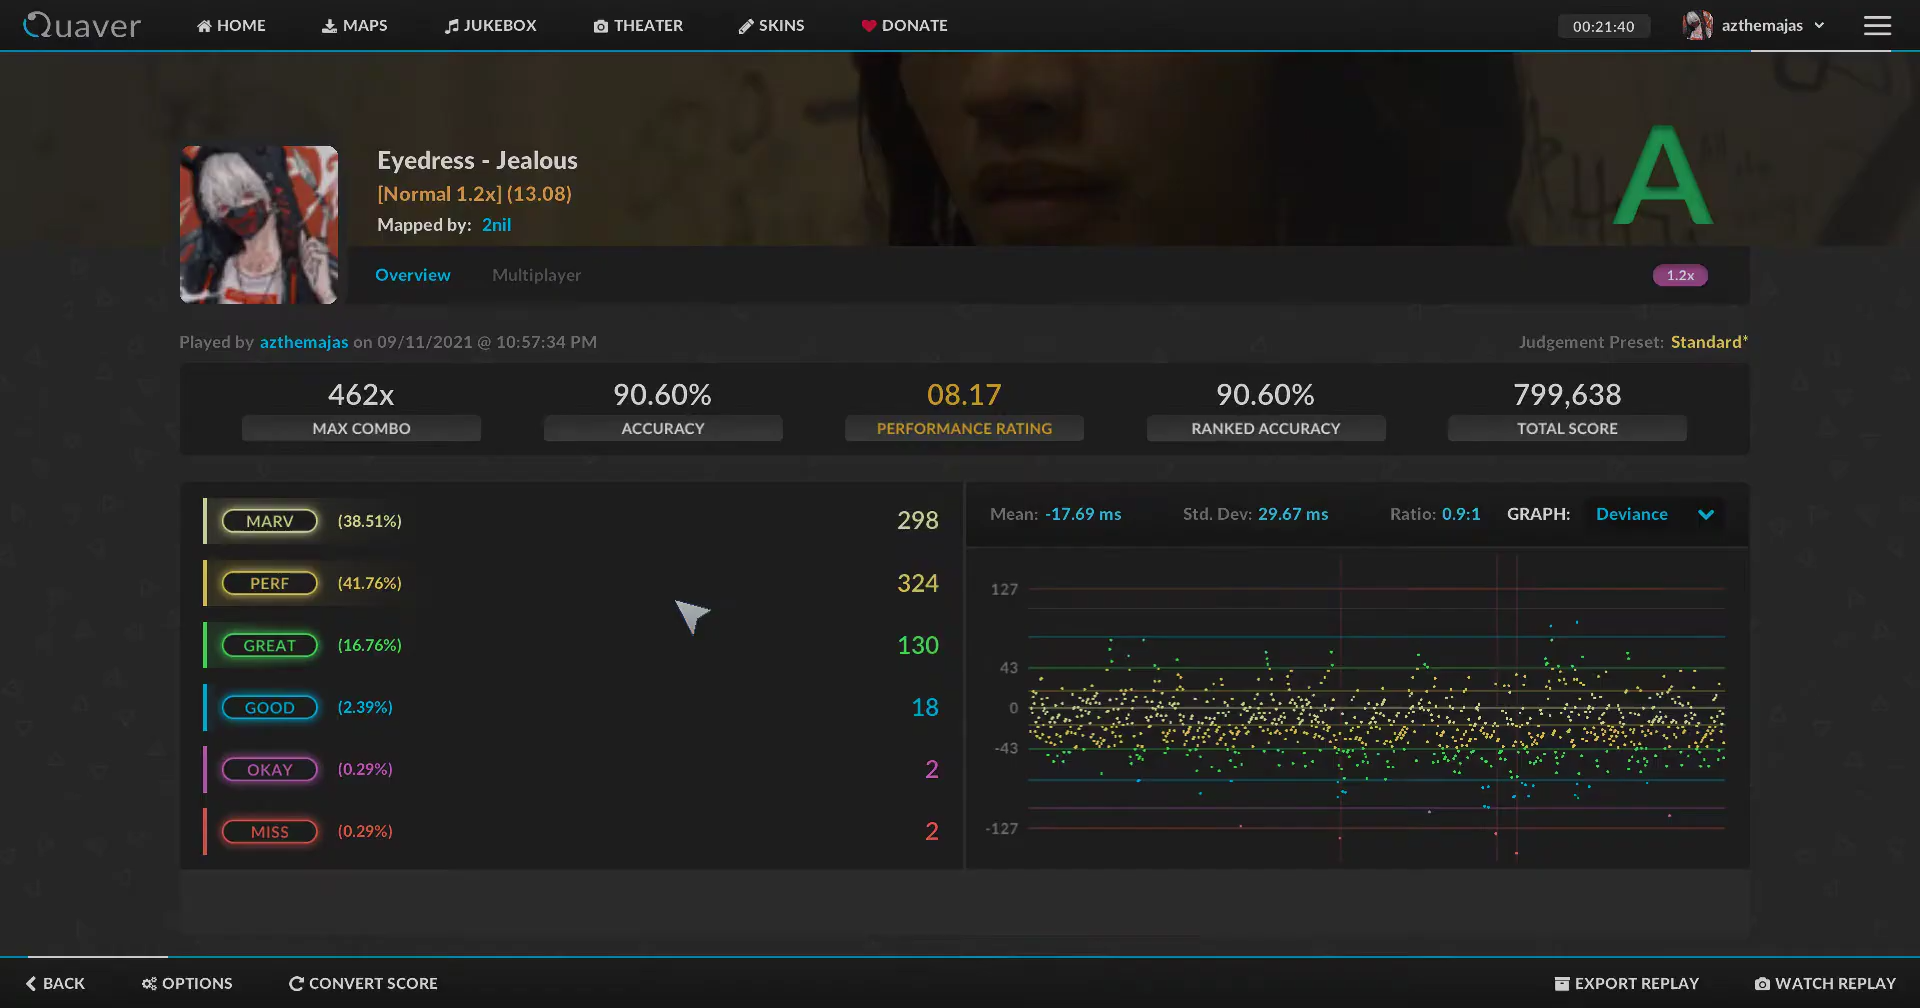 Quaver HOME MAPS JUKEBOX THEATER SKINS DONATE 00:21:40 azthemajas
Eyedress - Jealous
[Normal 1.2x] (13.08)
Mapped by: 2nil
A
Overview Multiplayer 1.2x
Played by azthemajas on 09/11/2021 @ 10:57:34 PM Judgement Preset: Standard*
462x 90.60% 08.17 90.60% 799,638
MAX COMBO ACCURACY PERFORMANCE RATING RANKED ACCURACY TOTAL SCORE
MARV (38.51%) 298
PERF (41.76%) 324
GREAT (16.76%) 130
GOOD (2.39%) 18
OKAY (0.29%) 2
MISS (0.29%) 2
Mean: -17.69 ms Std. Dev: 29.67 ms Ratio: 0.9:1 GRAPH: Deviance
127
43
0
-43
-127
BACK OPTIONS CONVERT SCORE EXPORT REPLAY WATCH REPLAY